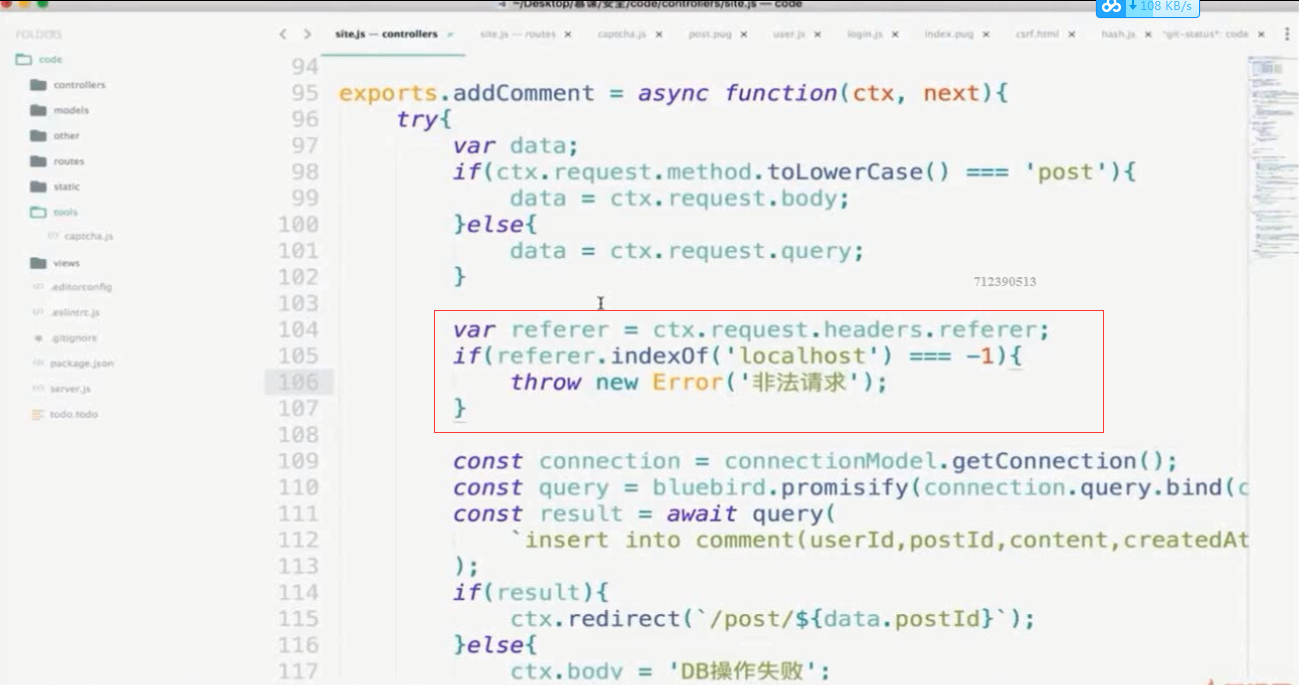 ~/Desktop/慕课/安全/code/controllers/site.js — code
108 KB/s
FOLDERS
code
controllers
models
other
routes
static
tools
captcha.js
views
.editorconfig
.eslintrc.js
.gitignore
package.json
server.js
todo.todo
site.js — controllers
site.js — routes
captcha.js
post.pug
user.js
login.js
index.pug
csrf.html
hash.js
*git-status*: code
94
95 exports.addComment = async function(ctx, next){
96 try{
97 var data;
98 if(ctx.request.method.toLowerCase() === 'post'){
99 data = ctx.request.body;
100 }else{
101 data = ctx.request.query;
102 }
712390513
103
104 var referer = ctx.request.headers.referer;
105 if(referer.indexOf('localhost') === -1){
106 throw new Error('非法请求');
107 }
108
109 const connection = connectionModel.getConnection();
110 const query = bluebird.promisify(connection.query.bind(c
111 const result = await query(
112 `insert into comment(userId,postId,content,createdAt
113 );
114 if(result){
115 ctx.redirect(`/post/${data.postId}`);
116 }else{
117 ctx.body = 'DB操作失败';